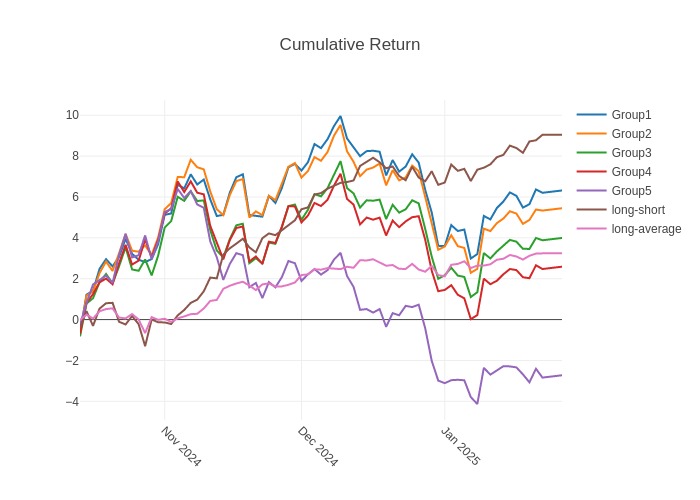 Cumulative Return
10
8
6
4
2
0
−2
−4
Nov 2024
Dec 2024
Jan 2025
Group1
Group2
Group3
Group4
Group5
long-short
long-average